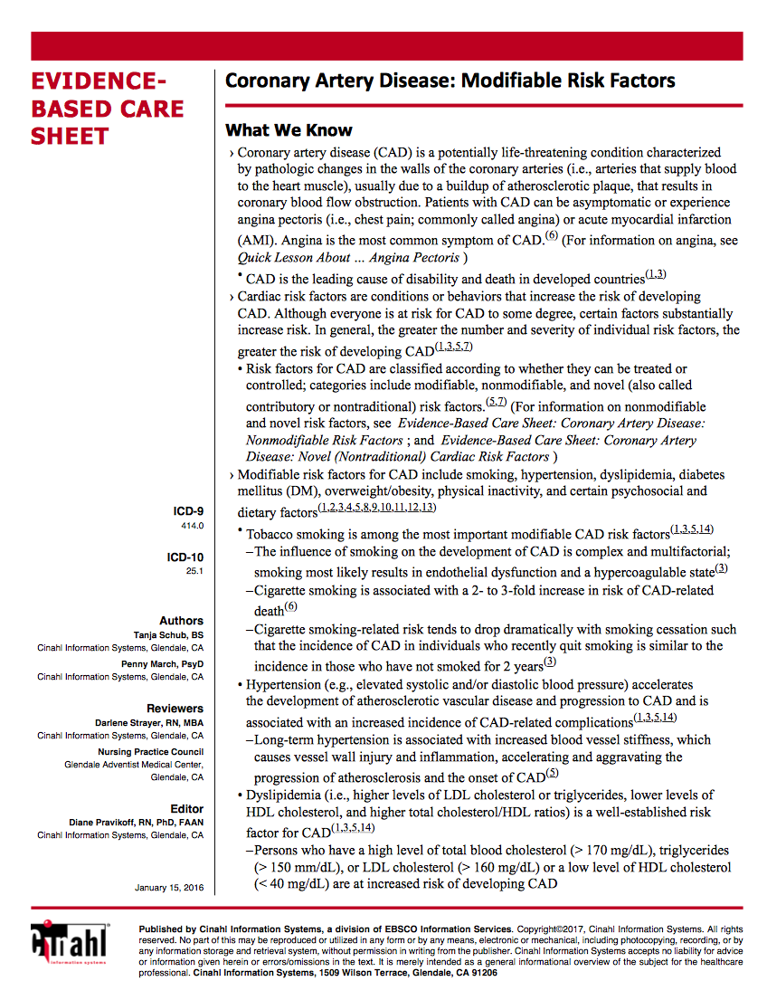 EVIDENCE-
BASED CARE
SHEET
ICD-9
414.0
ICD-10
25.1
Authors
Tanja Schub, BS
Cinahl Information Systems, Glendale, CA
Penny March, PsyD
Cinahl Information Systems, Glendale, CA
Reviewers
Darlene Strayer, RN, MBA
Cinahl Information Systems, Glendale, CA
Nursing Practice Council
Glendale Adventist Medical Center,
Glendale, CA
Editor
Diane Pravikoff, RN, PhD, FAAN
Cinahl Information Systems, Glendale, CA
January 15, 2016
Coronary Artery Disease: Modifiable Risk Factors
What We Know
› Coronary artery disease (CAD) is a potentially life-threatening condition characterized
by pathologic changes in the walls of the coronary arteries (i.e., arteries that supply blood
to the heart muscle), usually due to a buildup of atherosclerotic plaque, that results in
coronary blood flow obstruction. Patients with CAD can be asymptomatic or experience
angina pectoris (i.e., chest pain; commonly called angina) or acute myocardial infarction
(AMI). Angina is the most common symptom of CAD.(6) (For information on angina, see
Quick Lesson About … Angina Pectoris )
• CAD is the leading cause of disability and death in developed countries(1,3)
› Cardiac risk factors are conditions or behaviors that increase the risk of developing
CAD. Although everyone is at risk for CAD to some degree, certain factors substantially
increase risk. In general, the greater the number and severity of individual risk factors, the
greater the risk of developing CAD(1,3,5,7)
• Risk factors for CAD are classified according to whether they can be treated or
controlled; categories include modifiable, nonmodifiable, and novel (also called
contributory or nontraditional) risk factors.(5,7) (For information on nonmodifiable
and novel risk factors, see Evidence-Based Care Sheet: Coronary Artery Disease:
Nonmodifiable Risk Factors ; and Evidence-Based Care Sheet: Coronary Artery
Disease: Novel (Nontraditional) Cardiac Risk Factors )
› Modifiable risk factors for CAD include smoking, hypertension, dyslipidemia, diabetes
mellitus (DM), overweight/obesity, physical inactivity, and certain psychosocial and
dietary factors(1,2,3,4,5,8,9,10,11,12,13)
• Tobacco smoking is among the most important modifiable CAD risk factors(1,3,5,14)
–The influence of smoking on the development of CAD is complex and multifactorial;
smoking most likely results in endothelial dysfunction and a hypercoagulable state(3)
–Cigarette smoking is associated with a 2- to 3-fold increase in risk of CAD-related
death(6)
–Cigarette smoking-related risk tends to drop dramatically with smoking cessation such
that the incidence of CAD in individuals who recently quit smoking is similar to the
incidence in those who have not smoked for 2 years(3)
• Hypertension (e.g., elevated systolic and/or diastolic blood pressure) accelerates
the development of atherosclerotic vascular disease and progression to CAD and is
associated with an increased incidence of CAD-related complications(1,3,5,14)
–Long-term hypertension is associated with increased blood vessel stiffness, which
causes vessel wall injury and inflammation, accelerating and aggravating the
progression of atherosclerosis and the onset of CAD(5)
• Dyslipidemia (i.e., higher levels of LDL cholesterol or triglycerides, lower levels of
HDL cholesterol, and higher total cholesterol/HDL ratios) is a well-established risk
factor for CAD(1,3,5,14)
–Persons who have a high level of total blood cholesterol (> 170 mg/dL), triglycerides
(> 150 mm/dL), or LDL cholesterol (> 160 mg/dL) or a low level of HDL cholesterol
(< 40 mg/dL) are at increased risk of developing CAD
Cinahl
information systems
Published by Cinahl Information Systems, a division of EBSCO Information Services. Copyright©2017, Cinahl Information Systems. All rights
reserved. No part of this may be reproduced or utilized in any form or by any means, electronic or mechanical, including photocopying, recording, or by
any information storage and retrieval system, without permission in writing from the publisher. Cinahl Information Systems accepts no liability for advice
or information given herein or errors/omissions in the text. It is merely intended as a general informational overview of the subject for the healthcare
professional. Cinahl Information Systems, 1509 Wilson Terrace, Glendale, CA 91206